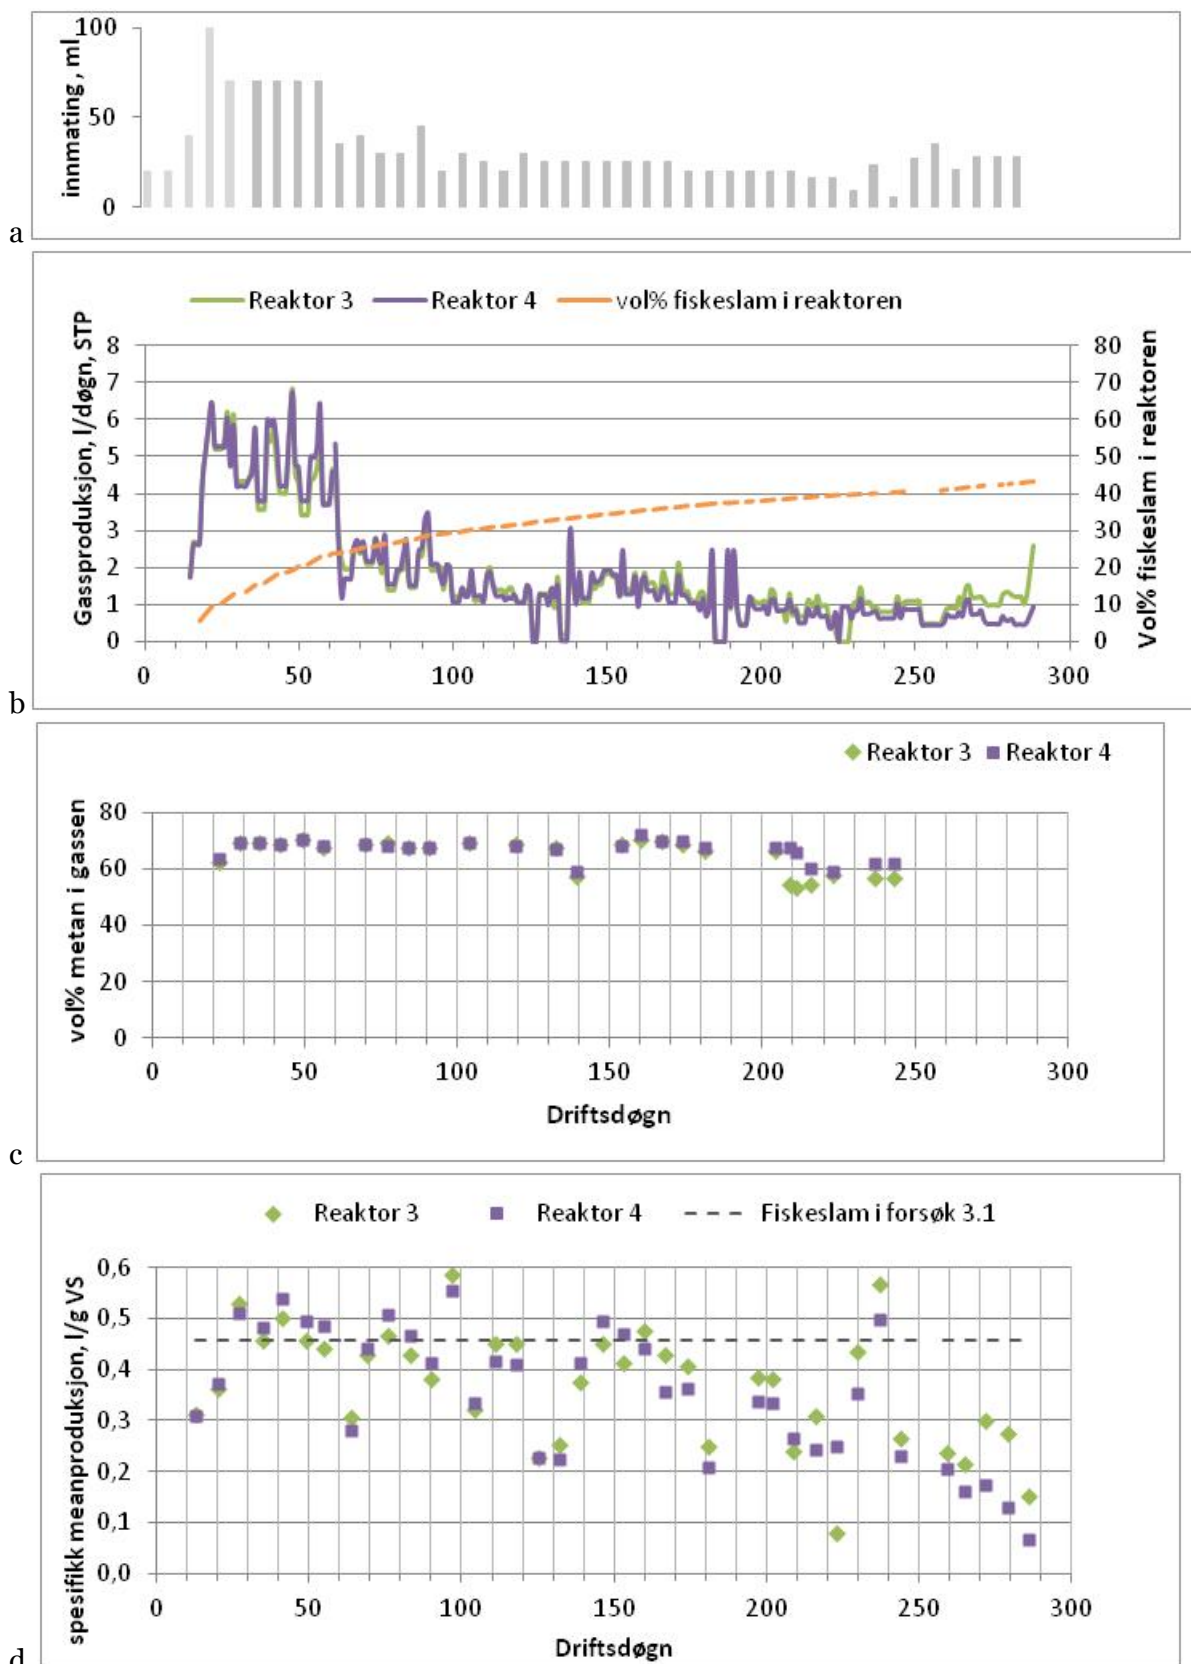 100
50
0
innmating, ml
a
Reaktor 3 Reaktor 4 vol% fiskeslam i reaktoren
Gassproduksjon, l/døgn, STP
8
7
6
5
4
3
2
1
0
80
70
60
50
40
30
20
10
0
Vol% fiskeslam i reaktoren
0 50 100 150 200 250 300
b
Reaktor 3 Reaktor 4
vol% metan i gassen
80
60
40
20
0
0 50 100 150 200 250 300
Driftsdøgn
c
Reaktor 3 Reaktor 4 Fiskeslam i forsøk 3.1
spesifikk meanproduksjon, l/g VS
0,6
0,5
0,4
0,3
0,2
0,1
0,0
0 50 100 150 200 250 300
Driftsdøgn
d